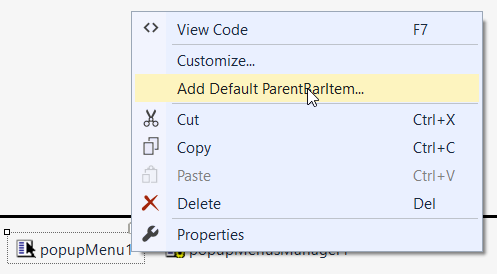 View Code F7
Customize...
Add Default ParentBarItem...
Cut Ctrl+X
Copy Ctrl+C
Paste Ctrl+V
Delete Del
Properties
popupMenu1